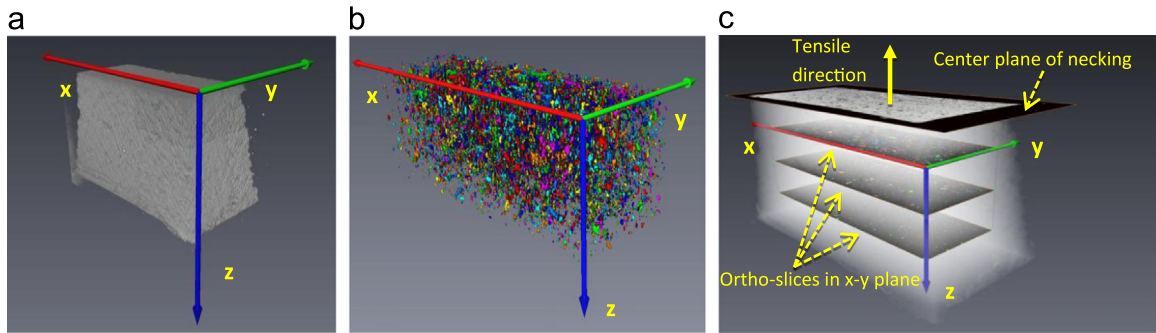 a
b
c
x
y
z
x
y
z
Tensile
direction
Center plane of necking
x
y
Ortho-slices in x-y plane
z